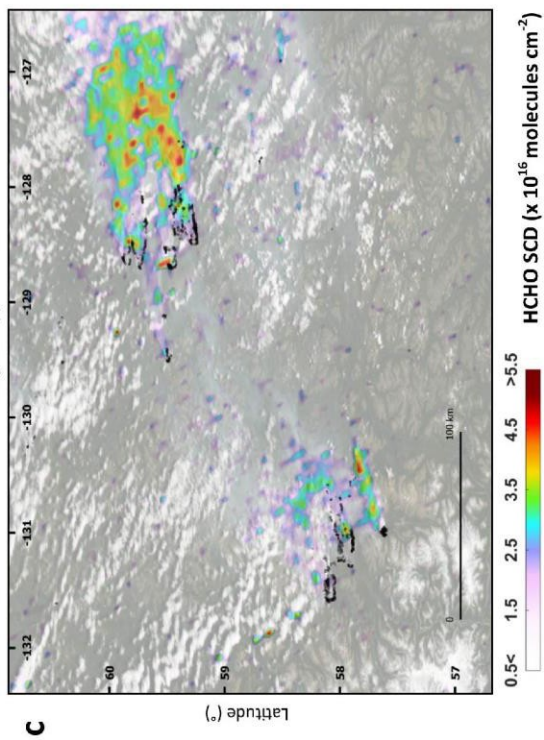 C
-132 -131 -130 -129 -128 -127
60
59
58
57
Latitude (°)
0 100 km
0.5< 1.5 2.5 3.5 4.5 >5.5
HCHO SCD (x 10¹⁶ molecules cm⁻²)